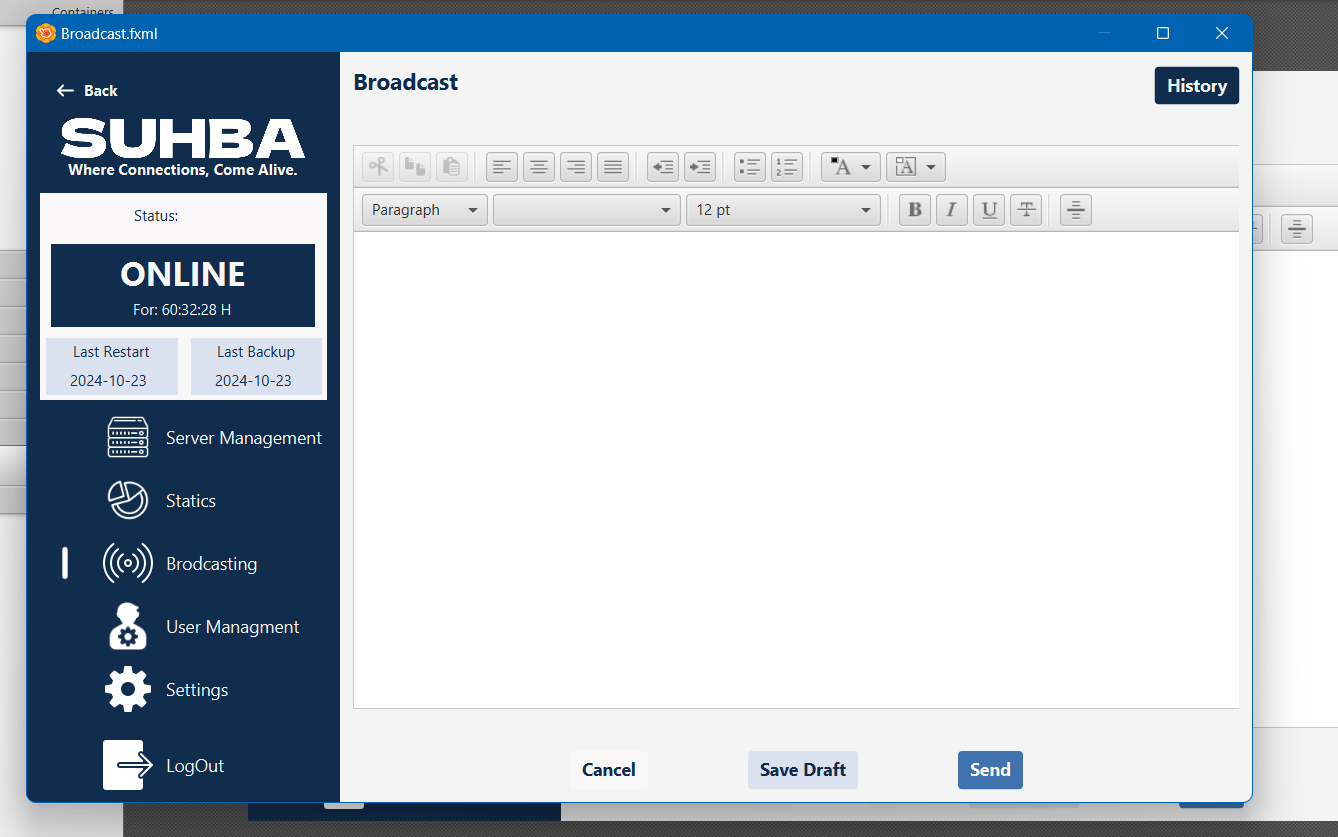 Containers
Broadcast.fxml
Back
SUHBA
Where Connections, Come Alive.
Status:
ONLINE
For: 60:32:28 H
Last Restart
2024-10-23
Last Backup
2024-10-23
Server Management
Statics
Brodcasting
User Managment
Settings
LogOut
Broadcast
History
Paragraph
12 pt
Cancel
Save Draft
Send